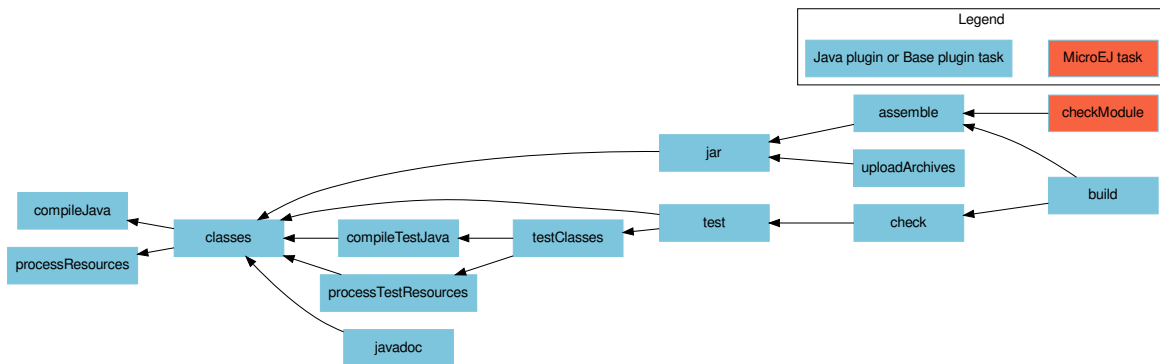 Legend
Java plugin or Base plugin task
MicroEJ task
assemble
checkModule
jar
uploadArchives
build
compileJava
test
check
classes
compileTestJava
testClasses
processResources
processTestResources
javadoc